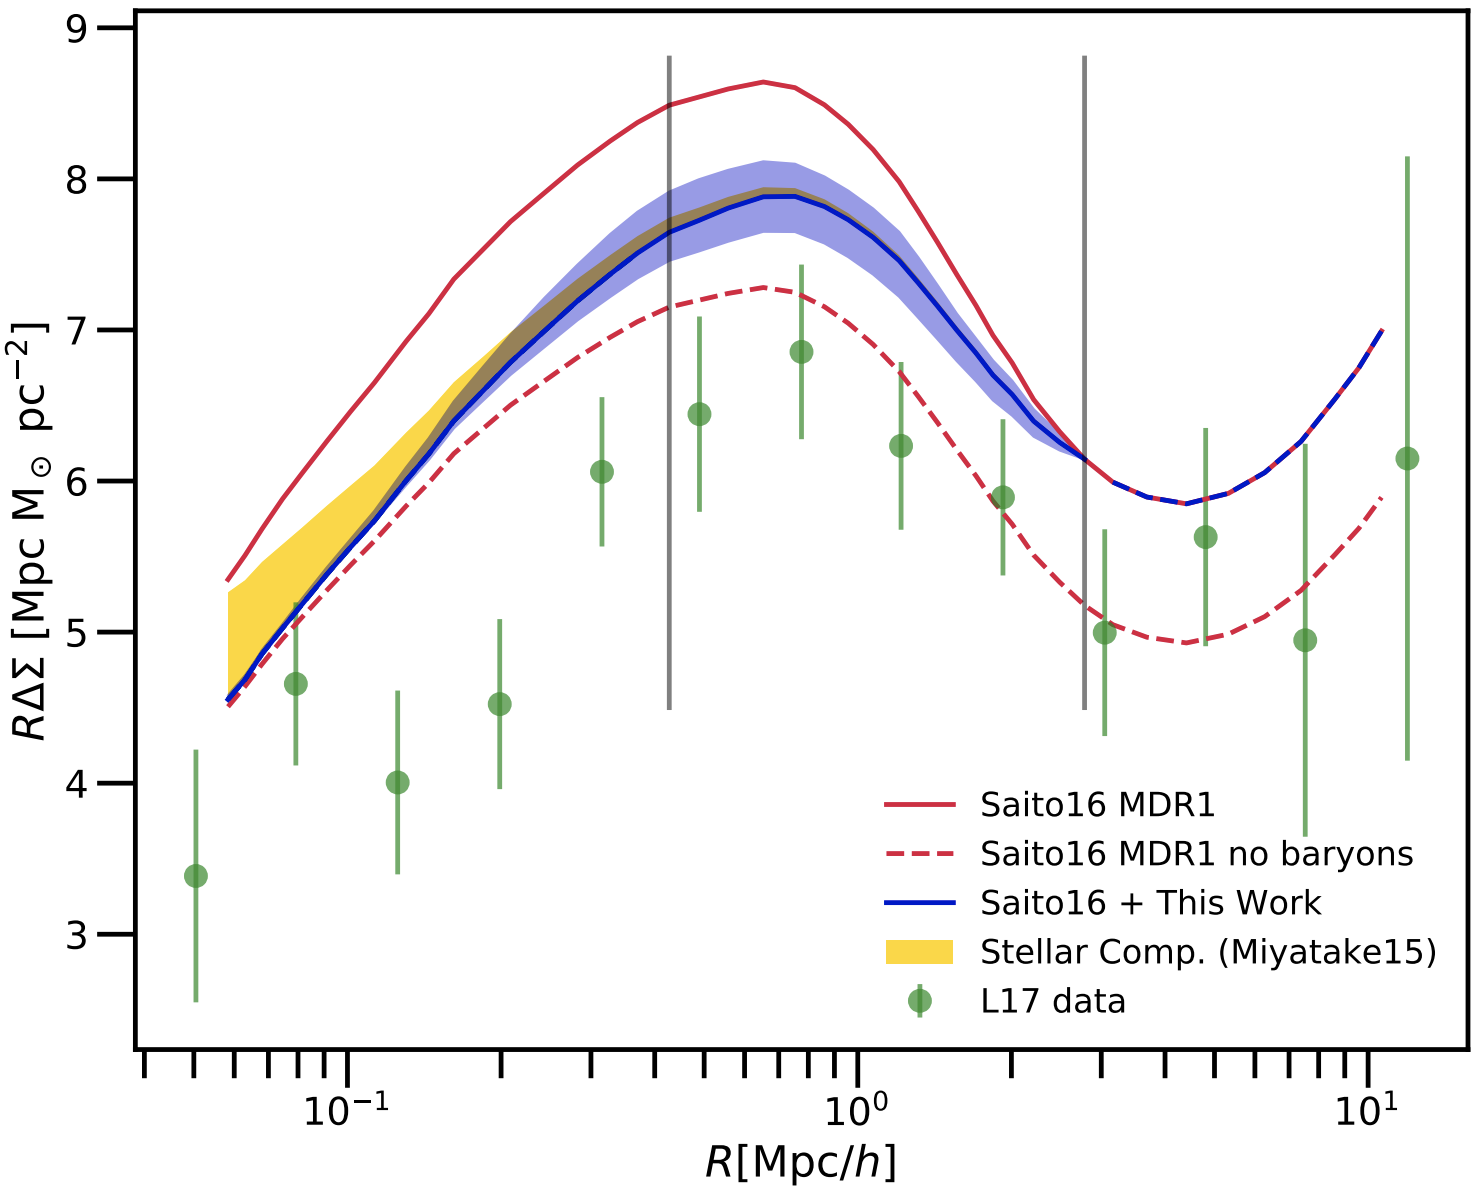 9
8
7
6
5
4
3
RΔΣ [Mpc M⊙ pc⁻²]
Saito16 MDR1
Saito16 MDR1 no baryons
Saito16 + This Work
Stellar Comp. (Miyatake15)
L17 data
10⁻¹ 10⁰ 10¹
R[Mpc/h]